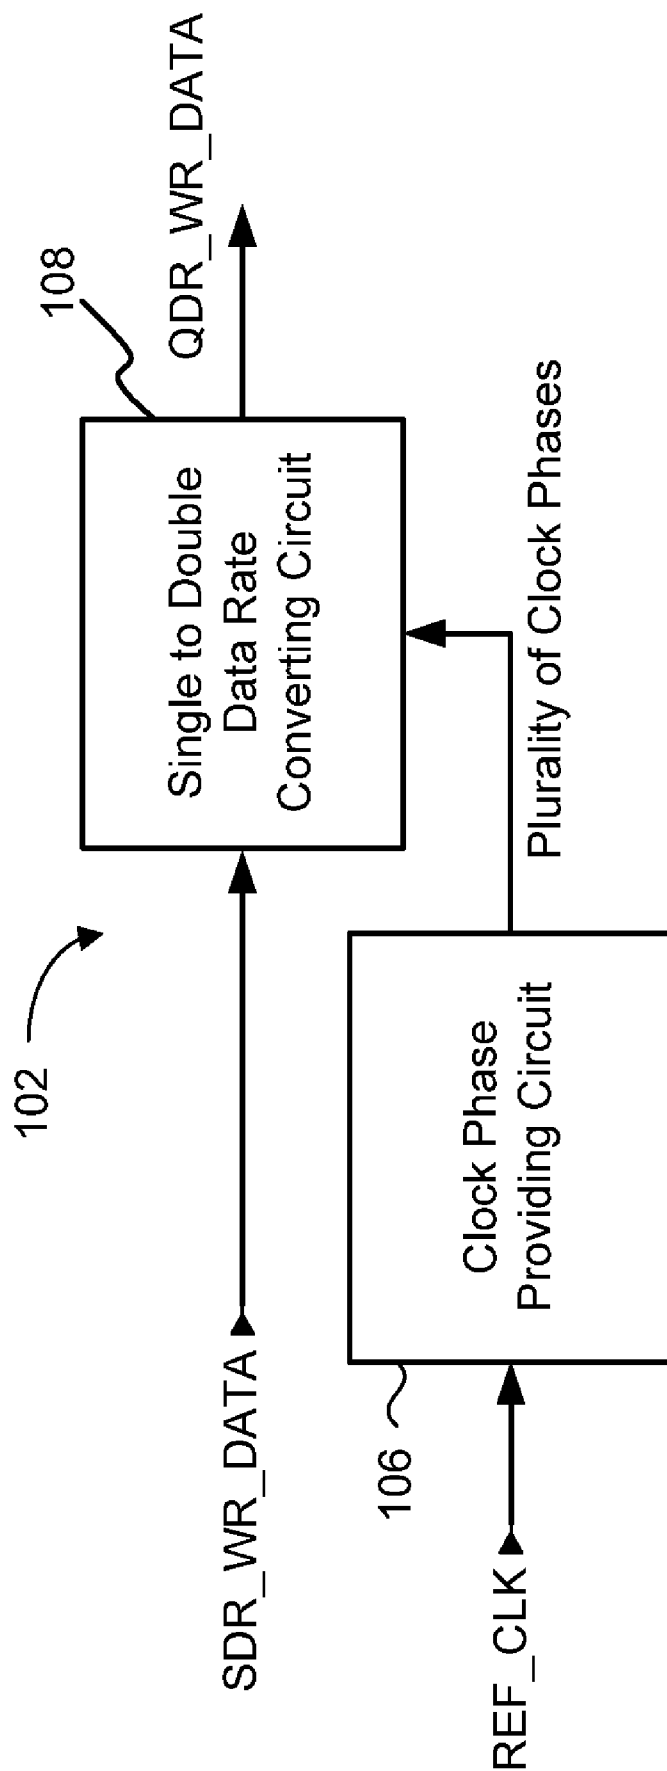 102
108
SDR_WR_DATA
Single to Double
Data Rate
Converting Circuit
QDR_WR_DATA
106
REF_CLK
Clock Phase
Providing Circuit
Plurality of Clock Phases